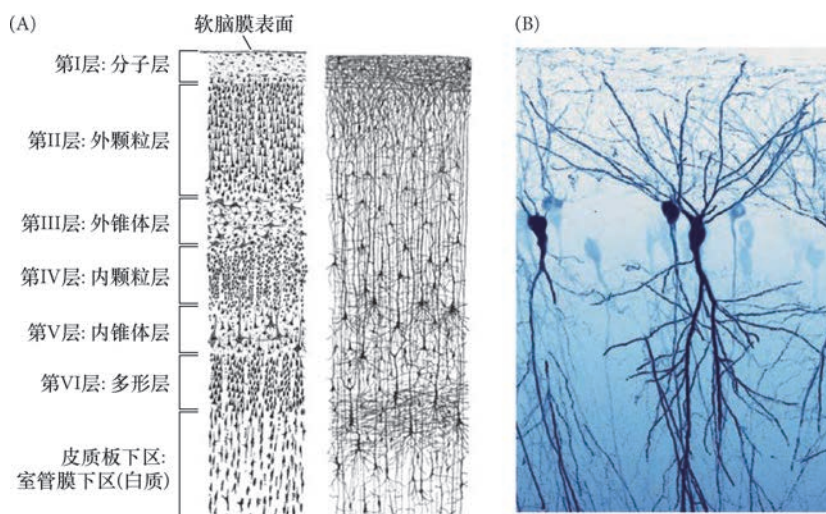 (A)
软脑膜表面
第I层: 分子层
第II层: 外颗粒层
第III层: 外锥体层
第IV层: 内颗粒层
第V层: 内锥体层
第VI层: 多形层
皮质板下区:
室管膜下区(白质)
(B)